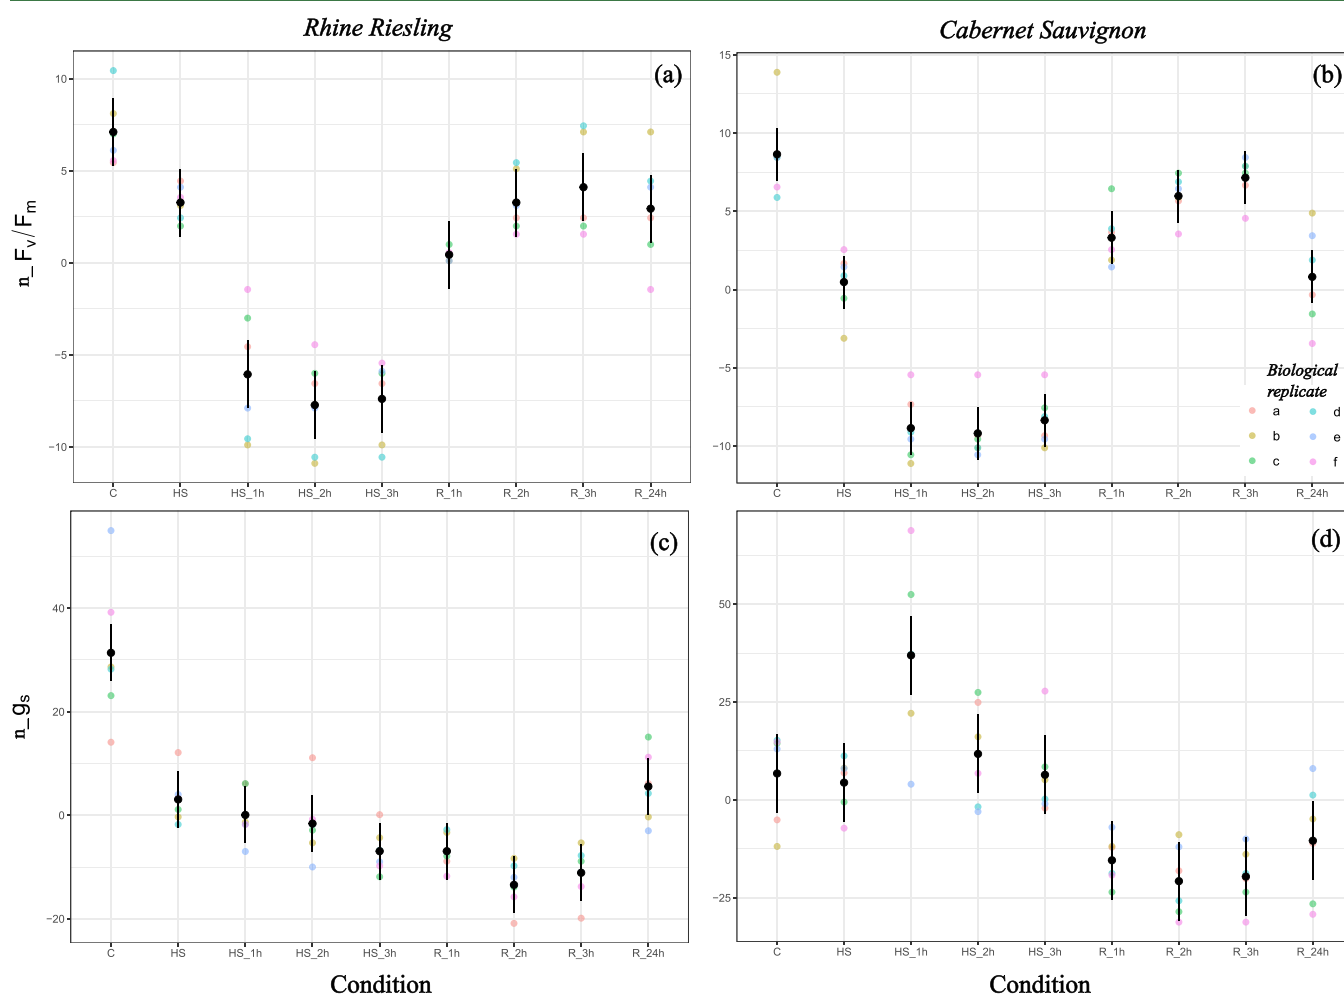 Rhine Riesling
Cabernet Sauvignon
(a)
(b)
n_ Fv/Fm
10
5
0
−5
−10
C HS HS_1h HS_2h HS_3h R_1h R_2h R_3h R_24h
15
10
5
0
−5
−10
C HS HS_1h HS_2h HS_3h R_1h R_2h R_3h R_24h
Biological
replicate
a d
b e
c f
(c)
(d)
n_gs
40
20
0
−20
C HS HS_1h HS_2h HS_3h R_1h R_2h R_3h R_24h
Condition
50
25
0
−25
C HS HS_1h HS_2h HS_3h R_1h R_2h R_3h R_24h
Condition